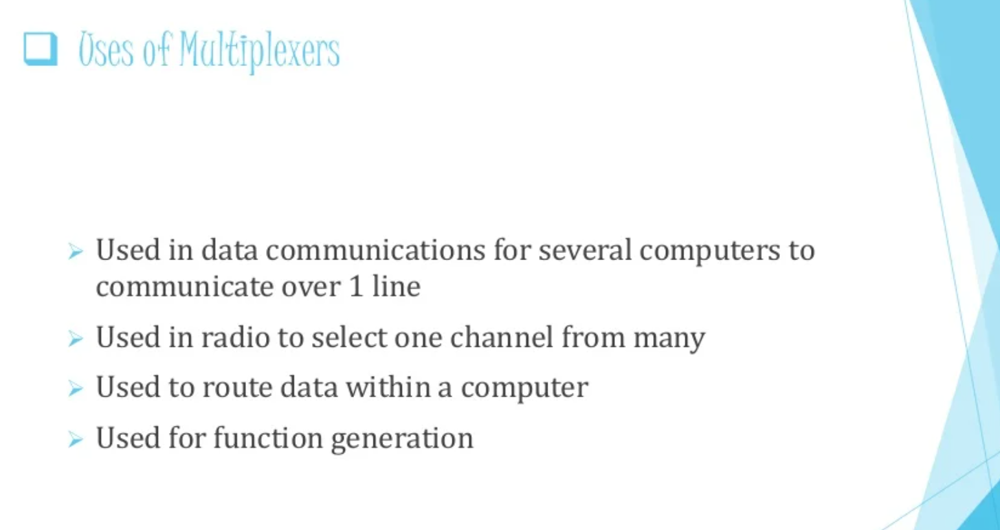 Uses of Multiplexers
Used in data communications for several computers to
communicate over 1 line
Used in radio to select one channel from many
Used to route data within a computer
Used for function generation